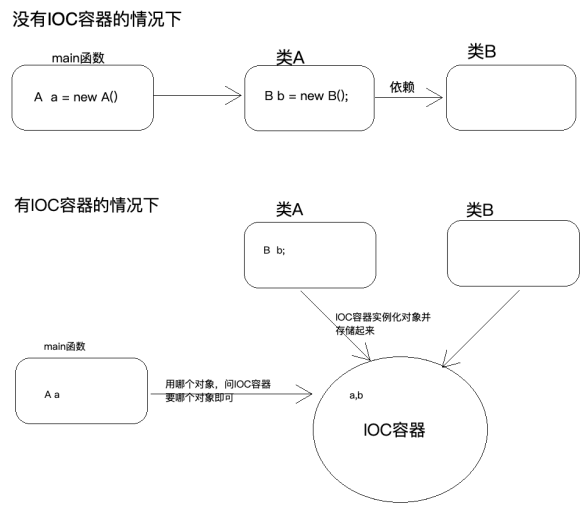 没有IOC容器的情况下
main函数
类A
类B
A a = new A()
B b = new B();
依赖
有IOC容器的情况下
类A
类B
B b;
IOC容器实例化对象并
存储起来
main函数
A a
用哪个对象，问IOC容器
要哪个对象即可
a,b
IOC容器